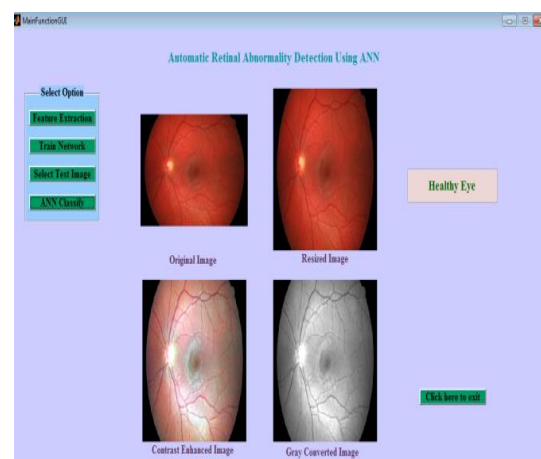 MainFunctionGUI
Automatic Retinal Abnormality Detection Using ANN
Select Option
Feature Extraction
Train Network
Select Test Image
ANN Classify
Healthy Eye
Original Image
Resized Image
Contrast Enhanced Image
Gray Converted Image
Click here to exit